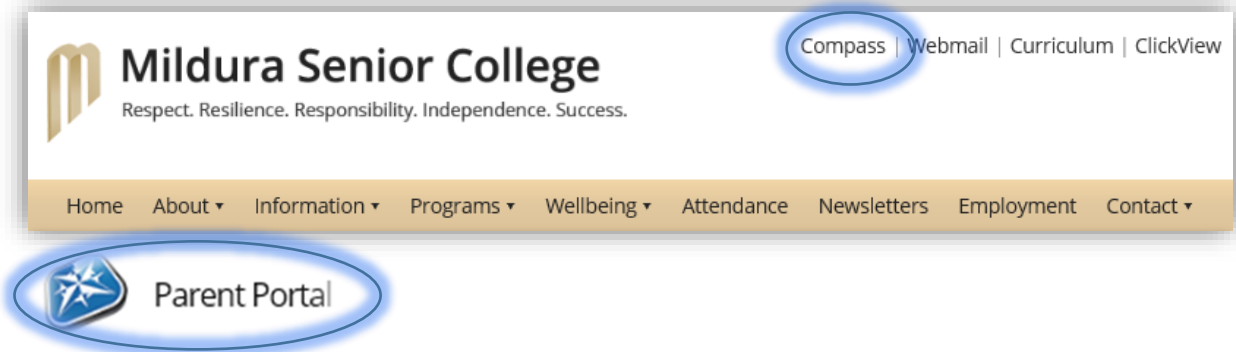 Compass | Webmail | Curriculum | ClickView
Mildura Senior College
Respect. Resilience. Responsibility. Independence. Success.
Home About ▾ Information ▾ Programs ▾ Wellbeing ▾ Attendance Newsletters Employment Contact ▾
Parent Portal